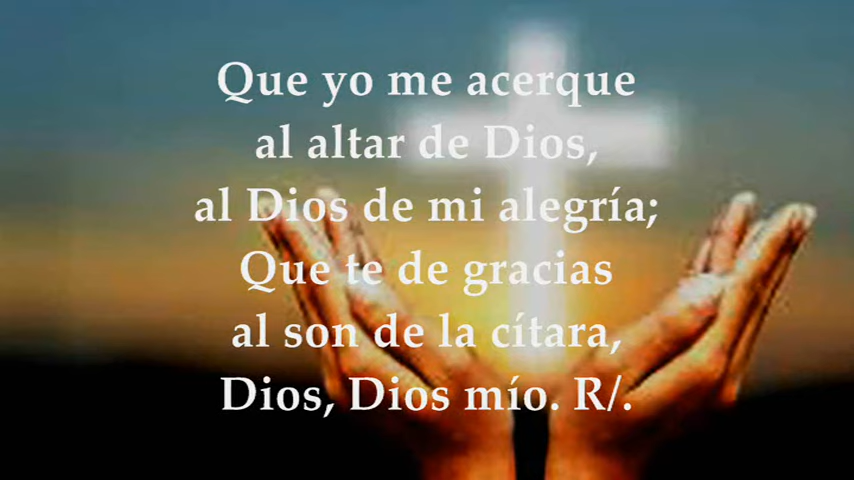 Que yo me acerque
al altar de Dios,
al Dios de mi alegría;
Que te de gracias
al son de la cítara,
Dios, Dios mío. R/.